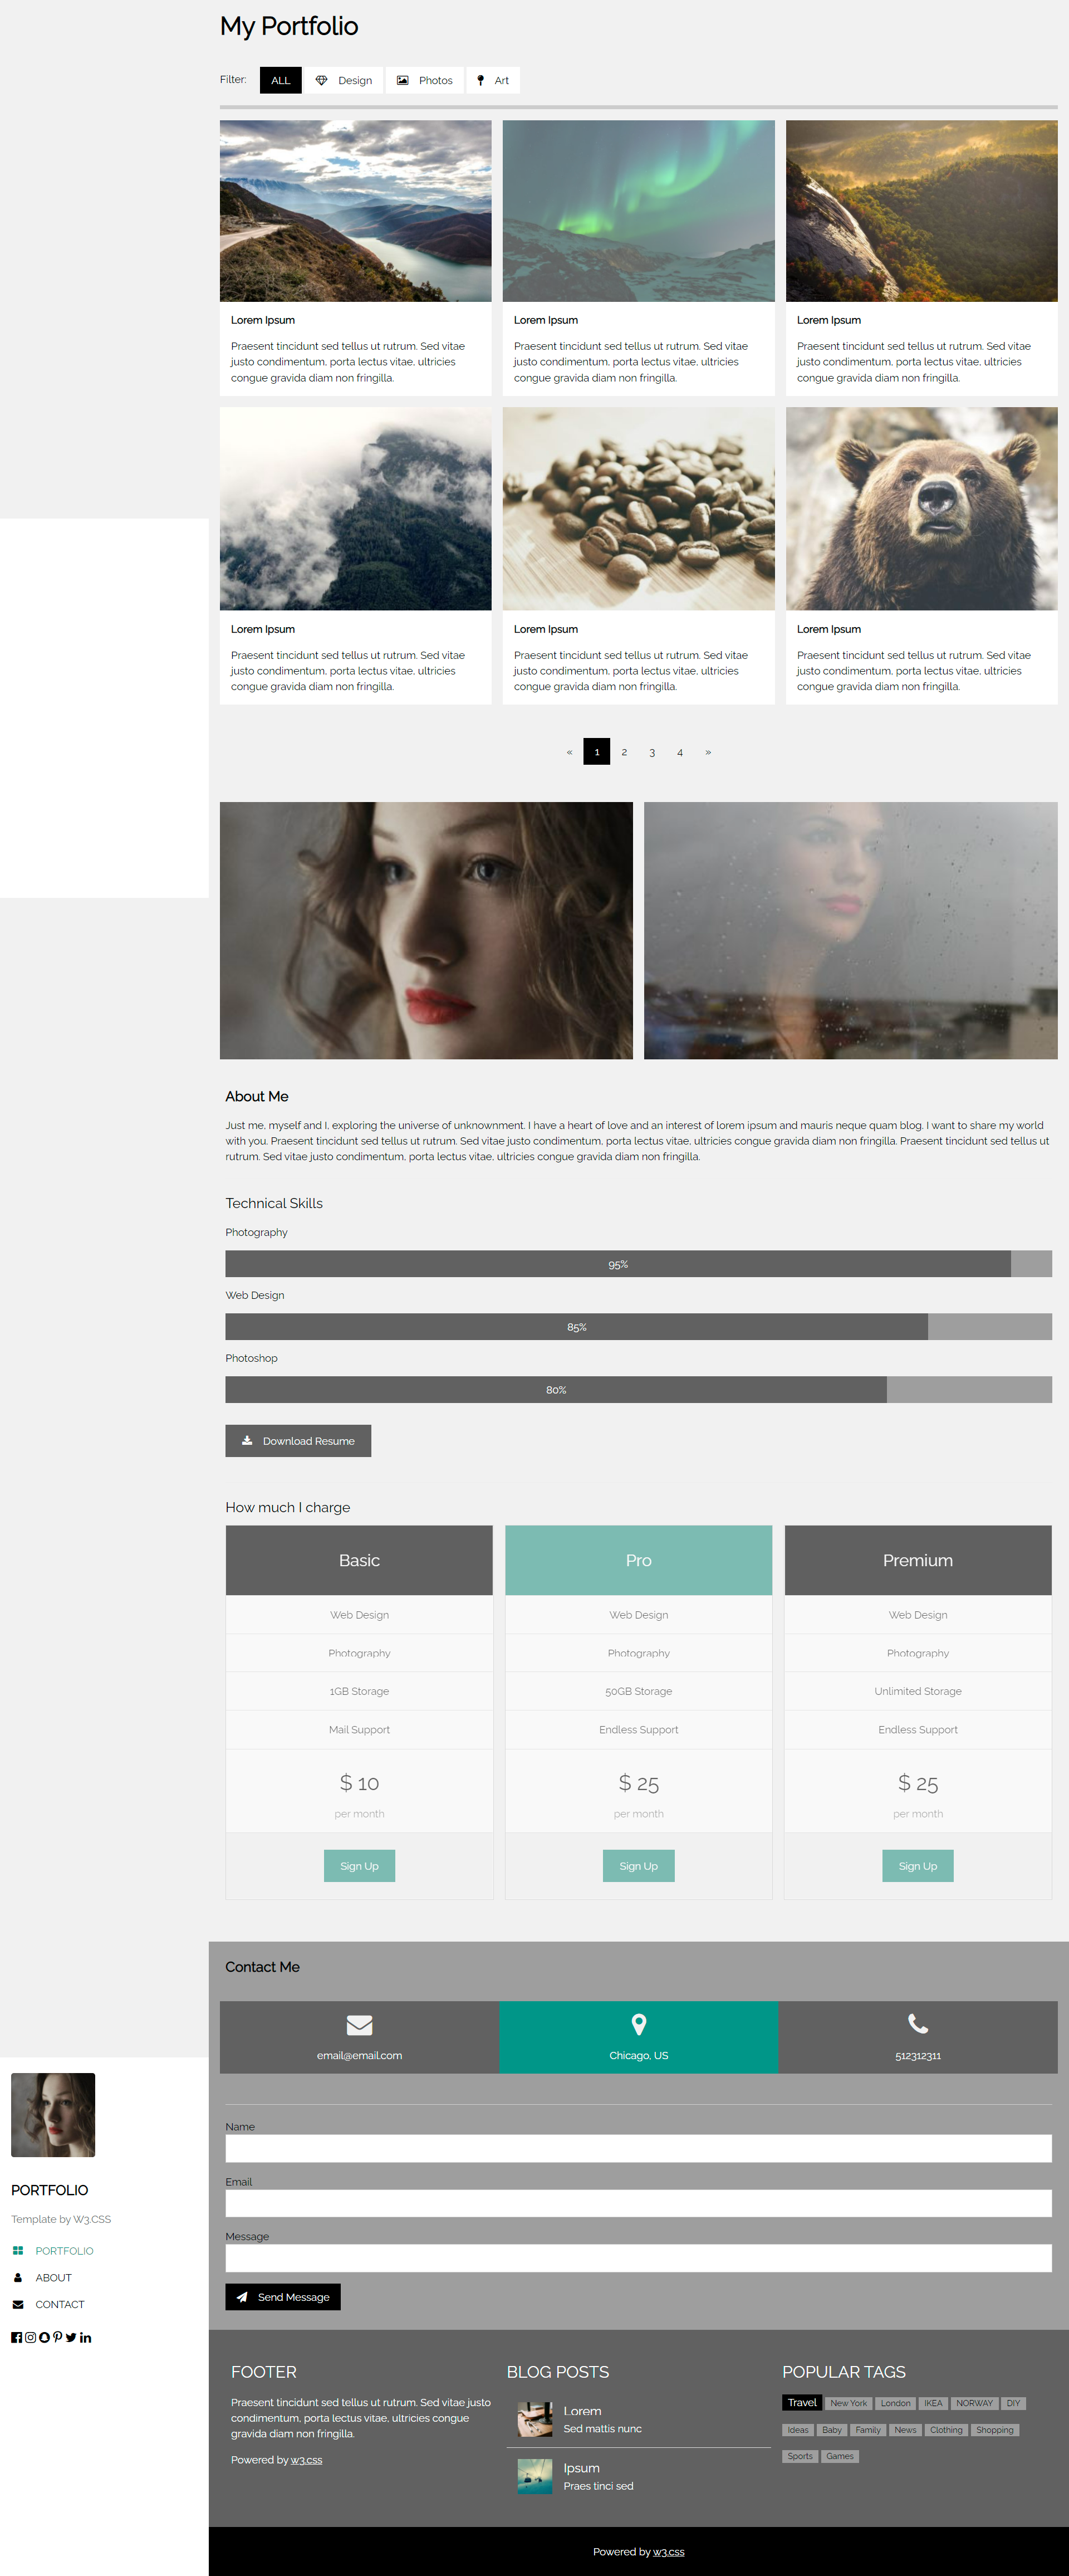 My Portfolio
Filter: ALL Design Photos Art
Lorem Ipsum
Praesent tincidunt sed tellus ut rutrum. Sed vitae
justo condimentum, porta lectus vitae, ultricies
congue gravida diam non fringilla.
Lorem Ipsum
Praesent tincidunt sed tellus ut rutrum. Sed vitae
justo condimentum, porta lectus vitae, ultricies
congue gravida diam non fringilla.
Lorem Ipsum
Praesent tincidunt sed tellus ut rutrum. Sed vitae
justo condimentum, porta lectus vitae, ultricies
congue gravida diam non fringilla.
Lorem Ipsum
Praesent tincidunt sed tellus ut rutrum. Sed vitae
justo condimentum, porta lectus vitae, ultricies
congue gravida diam non fringilla.
Lorem Ipsum
Praesent tincidunt sed tellus ut rutrum. Sed vitae
justo condimentum, porta lectus vitae, ultricies
congue gravida diam non fringilla.
Lorem Ipsum
Praesent tincidunt sed tellus ut rutrum. Sed vitae
justo condimentum, porta lectus vitae, ultricies
congue gravida diam non fringilla.
« 1 2 3 4 »
About Me
Just me, myself and I, exploring the universe of unknownment. I have a heart of love and an interest of lorem ipsum and mauris neque quam blog. I want to share my world
with you. Praesent tincidunt sed tellus ut rutrum. Sed vitae justo condimentum, porta lectus vitae, ultricies congue gravida diam non fringilla. Praesent tincidunt sed tellus ut
rutrum. Sed vitae justo condimentum, porta lectus vitae, ultricies congue gravida diam non fringilla.
Technical Skills
Photography
95%
Web Design
85%
Photoshop
80%
Download Resume
How much I charge
Basic
Web Design
Photography
1GB Storage
Mail Support
$ 10
per month
Sign Up
Pro
Web Design
Photography
50GB Storage
Endless Support
$ 25
per month
Sign Up
Premium
Web Design
Photography
Unlimited Storage
Endless Support
$ 25
per month
Sign Up
PORTFOLIO
Template by W3.CSS
PORTFOLIO
ABOUT
CONTACT
Contact Me
email@email.com
Chicago, US
512312311
Name
Email
Message
Send Message
FOOTER
Praesent tincidunt sed tellus ut rutrum. Sed vitae justo
condimentum, porta lectus vitae, ultricies congue
gravida diam non fringilla.
Powered by w3.css
BLOG POSTS
Lorem
Sed mattis nunc
Ipsum
Praes tinci sed
POPULAR TAGS
Travel New York London IKEA NORWAY DIY
Ideas Baby Family News Clothing Shopping
Sports Games
Powered by w3.css